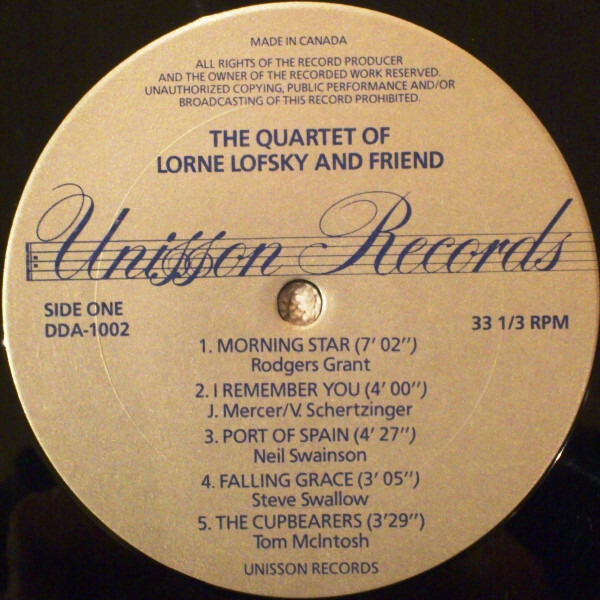 MADE IN CANADA
ALL RIGHTS OF THE RECORD PRODUCER
AND THE OWNER OF THE RECORDED WORK RESERVED.
UNAUTHORIZED COPYING, PUBLIC PERFORMANCE AND/OR
BROADCASTING OF THIS RECORD PROHIBITED.
THE QUARTET OF
LORNE LOFSKY AND FRIEND
Unisson Records
SIDE ONE
DDA-1002
33 1/3 RPM
1. MORNING STAR (7' 02'')
Rodgers Grant
2. I REMEMBER YOU (4' 00'')
J. Mercer/V. Schertzinger
3. PORT OF SPAIN (4' 27'')
Neil Swainson
4. FALLING GRACE (3' 05'')
Steve Swallow
5. THE CUPBEARERS (3'29'')
Tom McIntosh
UNISSON RECORDS